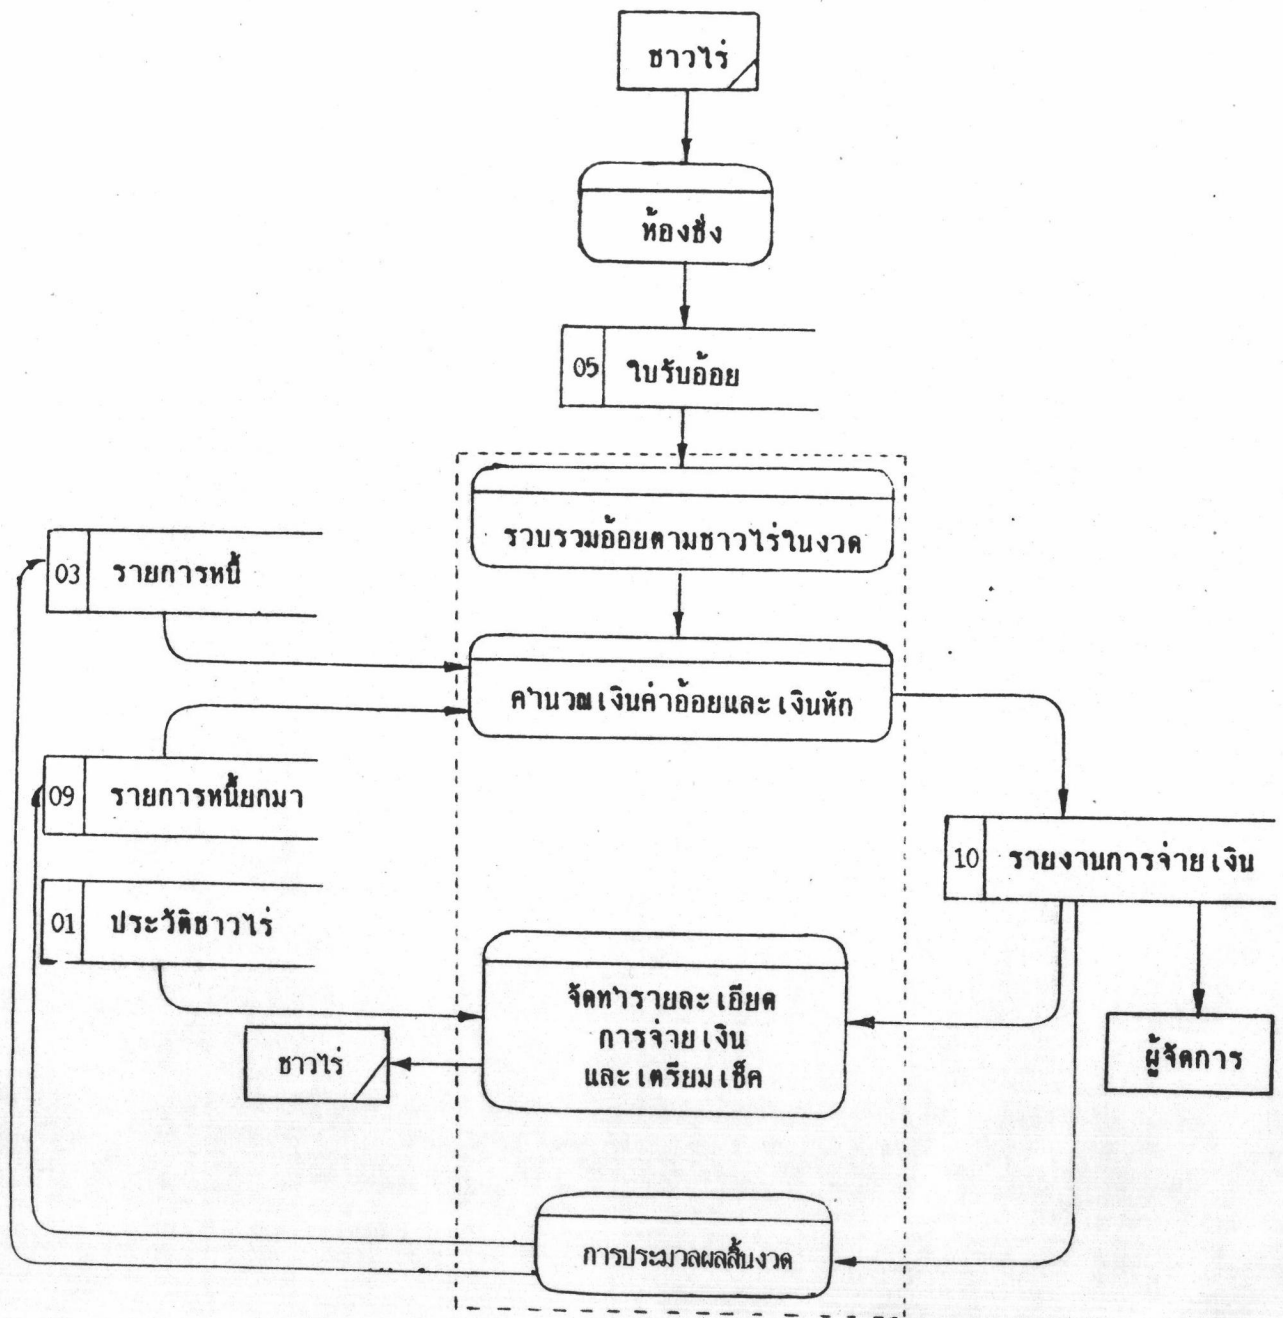 ชาวไร่
ห้องชั่ง
05 ใบรับอ้อย
รวบรวมอ้อยตามชาวไร่ในงวด
03 รายการหนี้
คำนวณเงินค่าอ้อยและเงินหัก
09 รายการหนี้ยกมา
10 รายงานการจ่ายเงิน
01 ประวัติชาวไร่
จัดทำรายละเอียด
การจ่ายเงิน
และเตรียมเช็ค
ชาวไร่
ผู้จัดการ
การประมวลผลสิ้นงวด